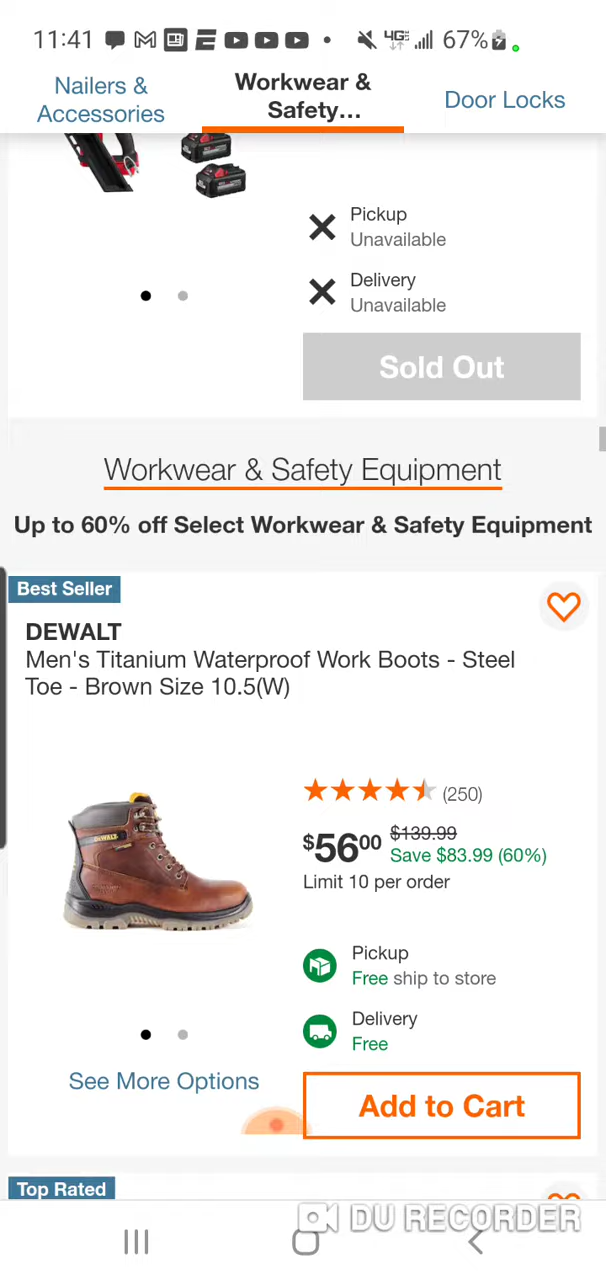 11:41
4GE
67%
Nailers &
Accessories
Workwear &
Safety...
Door Locks
Pickup
Unavailable
Delivery
Unavailable
Sold Out
Workwear & Safety Equipment
Up to 60% off Select Workwear & Safety Equipment
Best Seller
DEWALT
Men's Titanium Waterproof Work Boots - Steel
Toe - Brown Size 10.5(W)
DEWALT
(250)
$5600 $139.99
Save $83.99 (60%)
Limit 10 per order
Pickup
Free ship to store
Delivery
Free
See More Options
Add to Cart
Top Rated
DU RECORDER